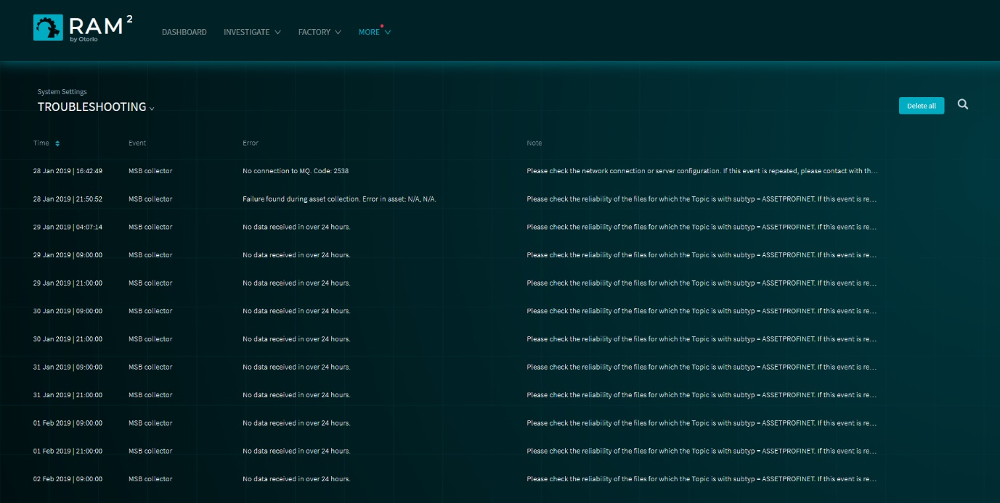 RAM²
by Otorio
DASHBOARD INVESTIGATE FACTORY MORE
System Settings
TROUBLESHOOTING
Delete all
Time Event Error Note
28 Jan 2019 | 16:42:49 MSB collector No connection to MQ. Code: 2538 Please check the network connection or server configuration. If this event is repeated, please contact with th...
28 Jan 2019 | 21:50:52 MSB collector Failure found during asset collection. Error in asset: N/A, N/A. Please check the reliability of the files for which the Topic is with subtyp = ASSETPROFINET. If this event is re...
29 Jan 2019 | 04:07:14 MSB collector No data received in over 24 hours. Please check the reliability of the files for which the Topic is with subtyp = ASSETPROFINET. If this event is re...
29 Jan 2019 | 09:00:00 MSB collector No data received in over 24 hours. Please check the reliability of the files for which the Topic is with subtyp = ASSETPROFINET. If this event is re...
29 Jan 2019 | 21:00:00 MSB collector No data received in over 24 hours. Please check the reliability of the files for which the Topic is with subtyp = ASSETPROFINET. If this event is re...
30 Jan 2019 | 09:00:00 MSB collector No data received in over 24 hours. Please check the reliability of the files for which the Topic is with subtyp = ASSETPROFINET. If this event is re...
30 Jan 2019 | 21:00:00 MSB collector No data received in over 24 hours. Please check the reliability of the files for which the Topic is with subtyp = ASSETPROFINET. If this event is re...
31 Jan 2019 | 09:00:00 MSB collector No data received in over 24 hours. Please check the reliability of the files for which the Topic is with subtyp = ASSETPROFINET. If this event is re...
31 Jan 2019 | 21:00:00 MSB collector No data received in over 24 hours. Please check the reliability of the files for which the Topic is with subtyp = ASSETPROFINET. If this event is re...
01 Feb 2019 | 09:00:00 MSB collector No data received in over 24 hours. Please check the reliability of the files for which the Topic is with subtyp = ASSETPROFINET. If this event is re...
01 Feb 2019 | 21:00:00 MSB collector No data received in over 24 hours. Please check the reliability of the files for which the Topic is with subtyp = ASSETPROFINET. If this event is re...
02 Feb 2019 | 09:00:00 MSB collector No data received in over 24 hours. Please check the reliability of the files for which the Topic is with subtyp = ASSETPROFINET. If this event is re...